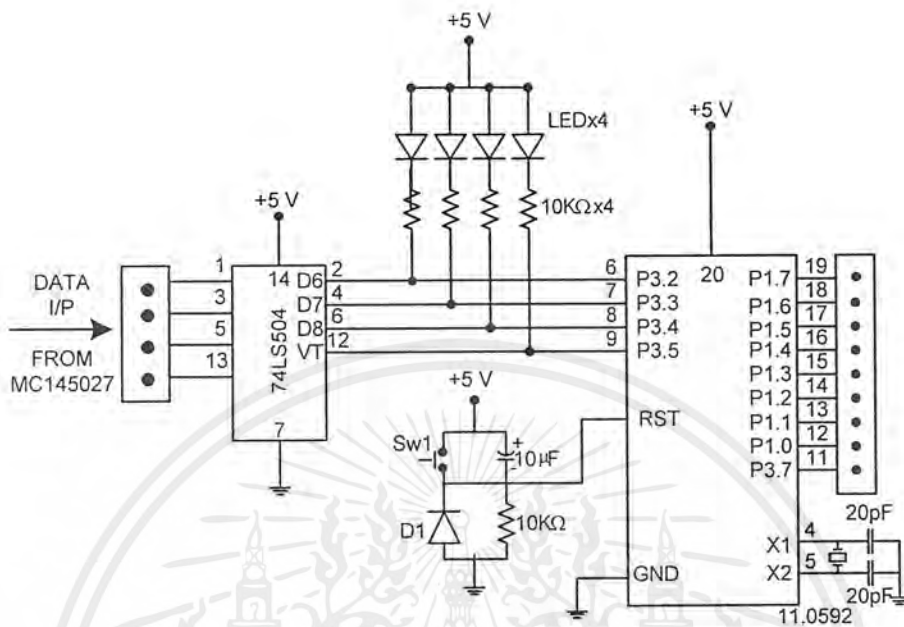 +5 V
LEDx4
+5 V
+5 V
10KΩx4
DATA
I/P
FROM
MC145027
1
3
5
13
14
74LS504
7
D6
D7
D8
VT
2
4
6
12
6
7
8
9
P3.2
P3.3
P3.4
P3.5
20
RST
GND
P1.7
P1.6
P1.5
P1.4
P1.3
P1.2
P1.1
P1.0
P3.7
19
18
17
16
15
14
13
12
11
+5 V
Sw1
+
10µF
-
D1
10KΩ
X1
X2
4
5
20pF
20pF
11.0592